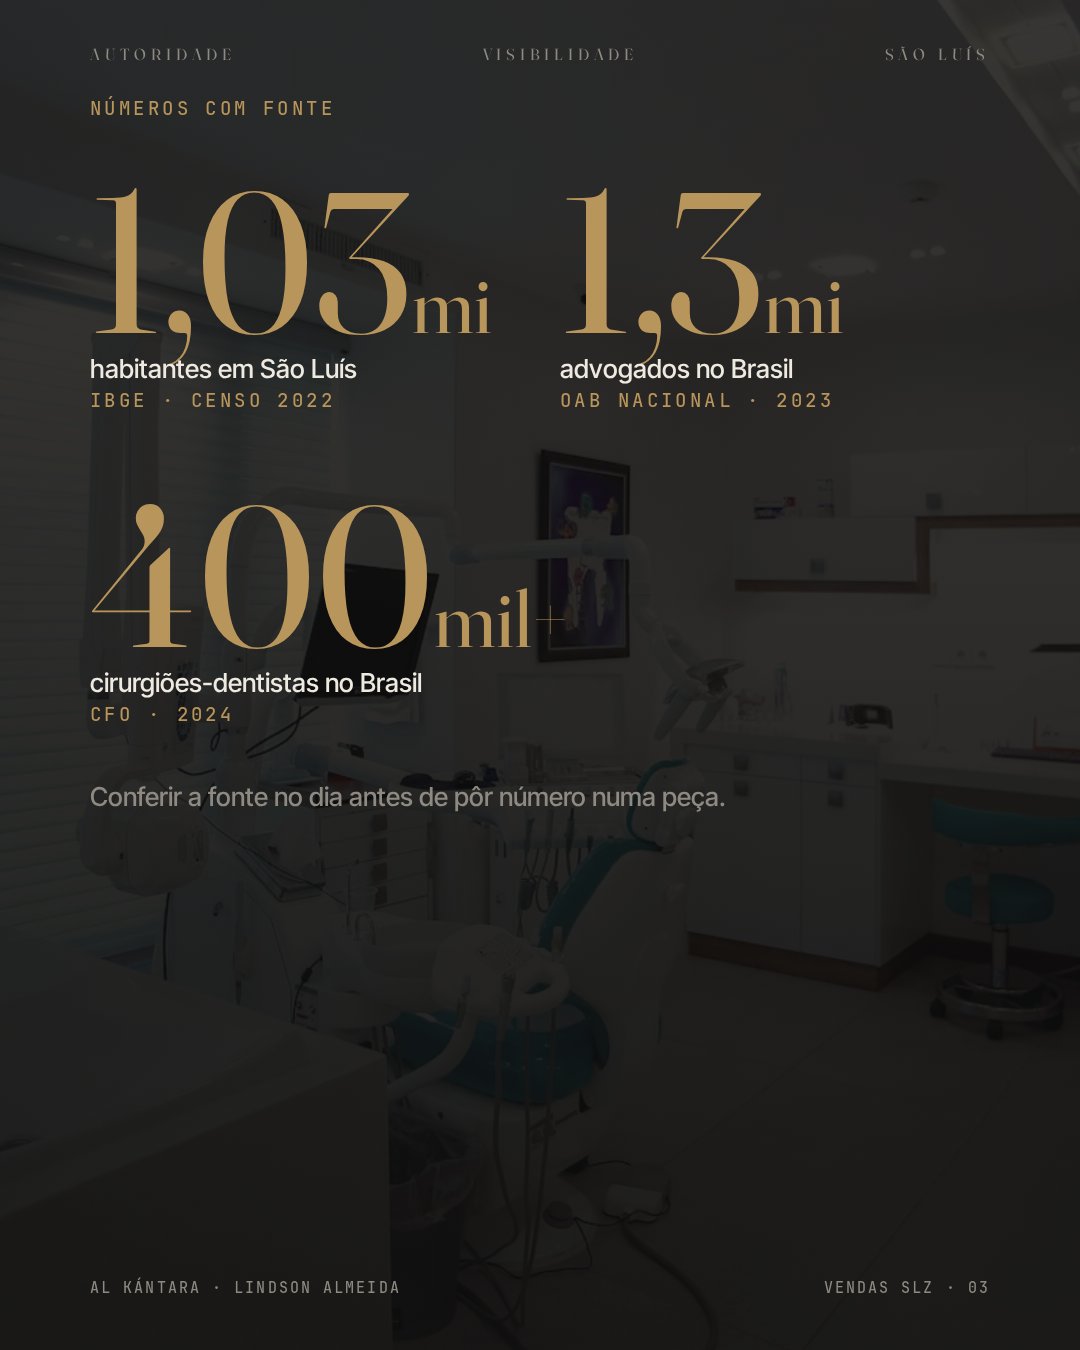 AUTORIDADE VISIBILIDADE SÃO LUÍS
NÚMEROS COM FONTE
1,03mi
habitantes em São Luís
IBGE · CENSO 2022
1,3mi
advogados no Brasil
OAB NACIONAL · 2023
400mil+
cirurgiões-dentistas no Brasil
CFO · 2024
Conferir a fonte no dia antes de pôr número numa peça.
AL KÁNTARA · LINDSON ALMEIDA
VENDAS SLZ · 03